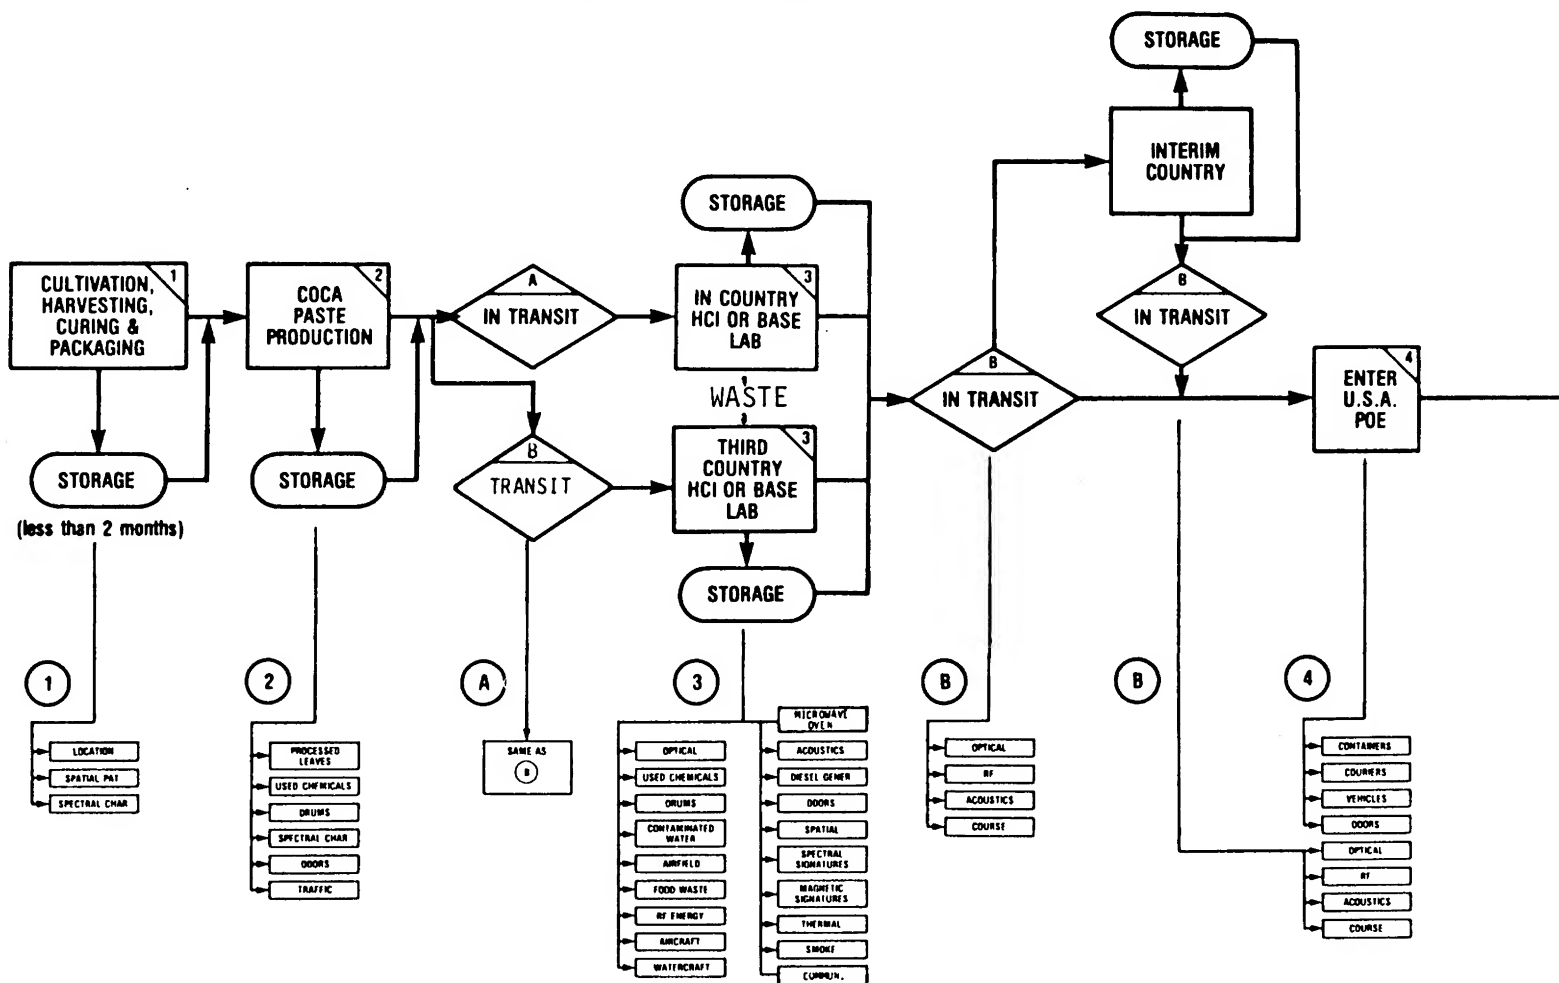 STORAGE
INTERIM
COUNTRY
STORAGE
1
CULTIVATION,
HARVESTING,
CURING &
PACKAGING
2
COCA
PASTE
PRODUCTION
A
IN TRANSIT
3
IN COUNTRY
HCI OR BASE
LAB
B
IN TRANSIT
B
IN TRANSIT
4
ENTER
U.S.A.
POE
WASTE
STORAGE
(less than 2 months)
STORAGE
B
TRANSIT
3
THIRD
COUNTRY
HCI OR BASE
LAB
STORAGE
1
LOCATION
SPATIAL PAT
SPECTRAL CHAR
2
PROCESSED
LEAVES
USED CHEMICALS
DRUMS
SPECTRAL CHAR
ODORS
TRAFFIC
A
SAME AS
B
3
OPTICAL
USED CHEMICALS
DRUMS
CONTAMINATED
WATER
AIRFIELD
FOOD WASTE
RF ENERGY
AIRCRAFT
WATERCRAFT
MICROWAVE
OVEN
ACOUSTICS
DIESEL GENER
ODORS
SPATIAL
SPECTRAL
SIGNATURES
MAGNETIC
SIGNATURES
THERMAL
SMOKE
COMMUN.
B
OPTICAL
RF
ACOUSTICS
COURSE
B
4
CONTAINERS
COURIERS
VEHICLES
ODORS
OPTICAL
RF
ACOUSTICS
COURSE